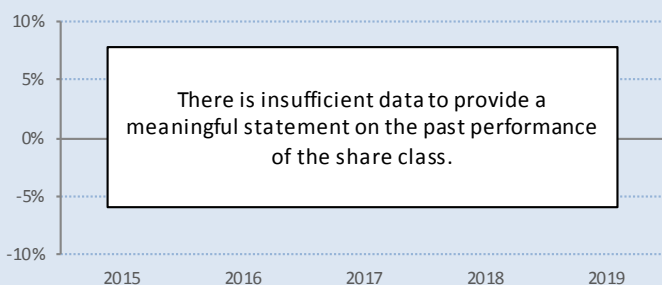 10%
5%
There is insufficient data to provide a
meaningful statement on the past performance
0%
of the share class.
-5%
-10%
2015 2016 2017 2018 2019